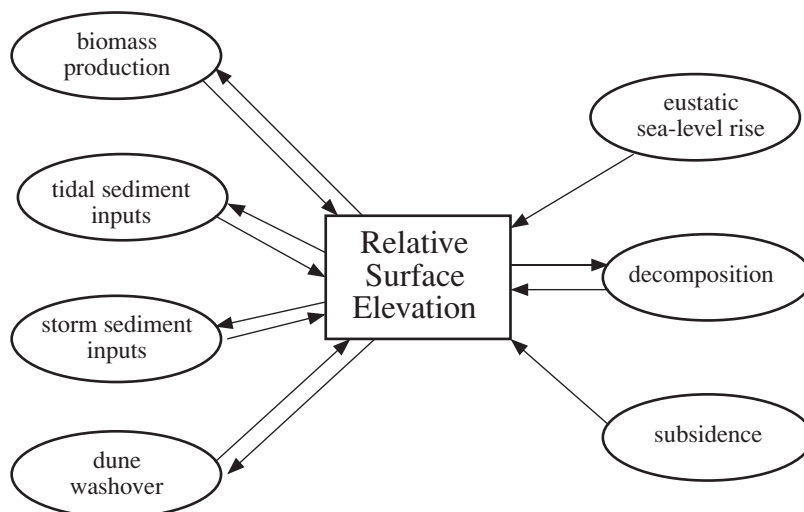 biomass
production
tidal sediment
inputs
storm sediment
inputs
dune
washover
Relative
Surface
Elevation
eustatic
sea-level rise
decomposition
subsidence